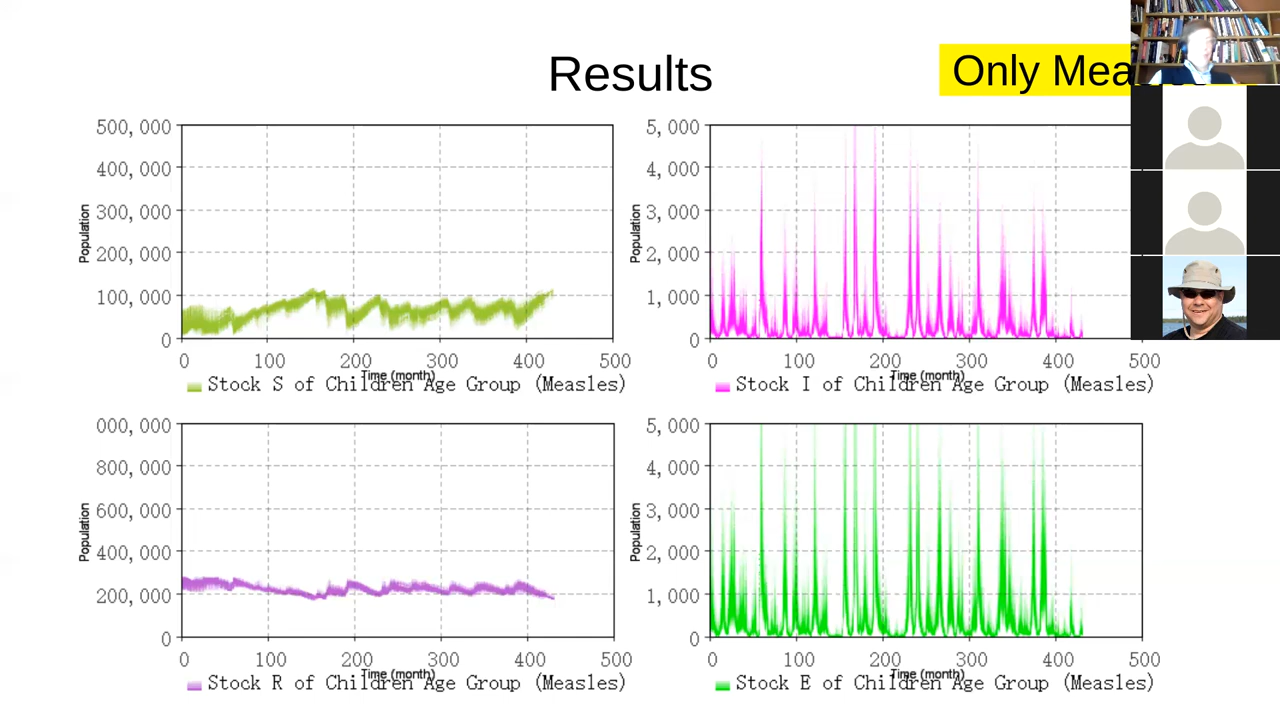 Results
Only Mea
500, 000
400, 000
300, 000
200, 000
100, 000
0
Population
0 100 200 300 400 500
Time (month)
Stock S of Children Age Group (Measles)
5, 000
4, 000
3, 000
2, 000
1, 000
0
Population
0 100 200 300 400 500
Time (month)
Stock I of Children Age Group (Measles)
000, 000
800, 000
600, 000
400, 000
200, 000
0
Population
0 100 200 300 400 500
Time (month)
Stock R of Children Age Group (Measles)
5, 000
4, 000
3, 000
2, 000
1, 000
0
Population
0 100 200 300 400 500
Time (month)
Stock E of Children Age Group (Measles)